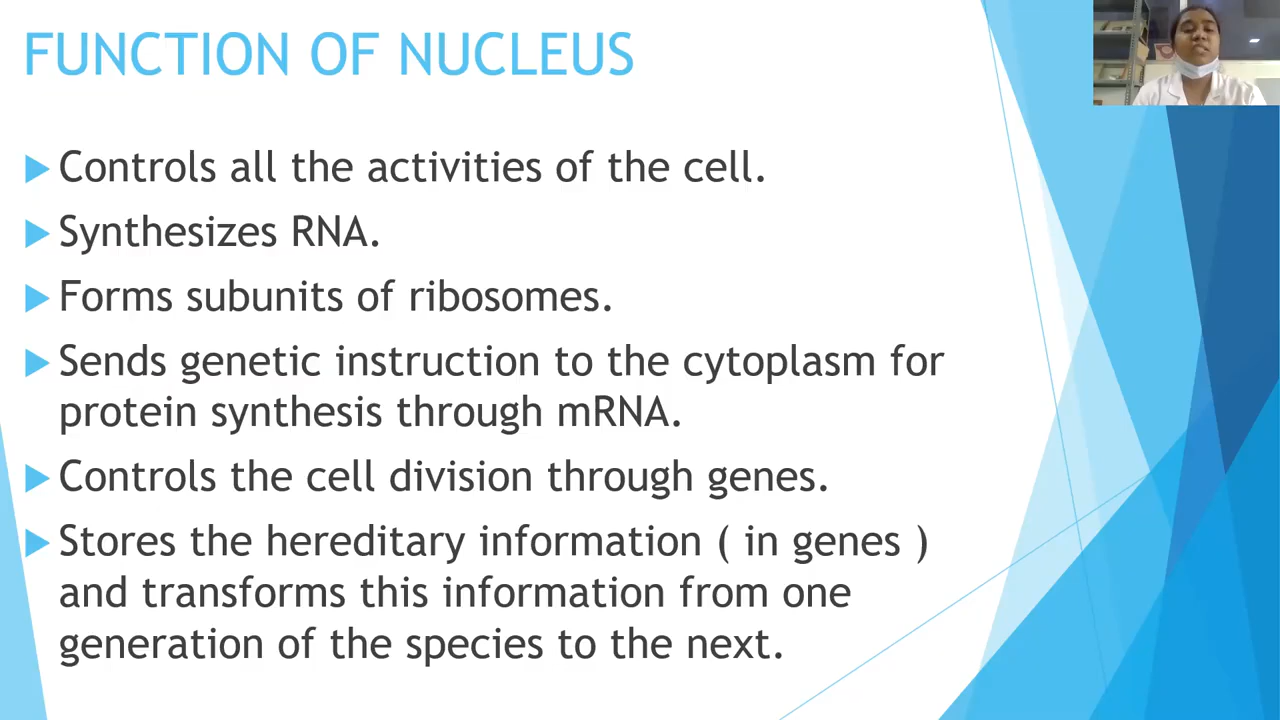 FUNCTION OF NUCLEUS
Controls all the activities of the cell.
Synthesizes RNA.
Forms subunits of ribosomes.
Sends genetic instruction to the cytoplasm for
protein synthesis through mRNA.
Controls the cell division through genes.
Stores the hereditary information ( in genes )
and transforms this information from one
generation of the species to the next.